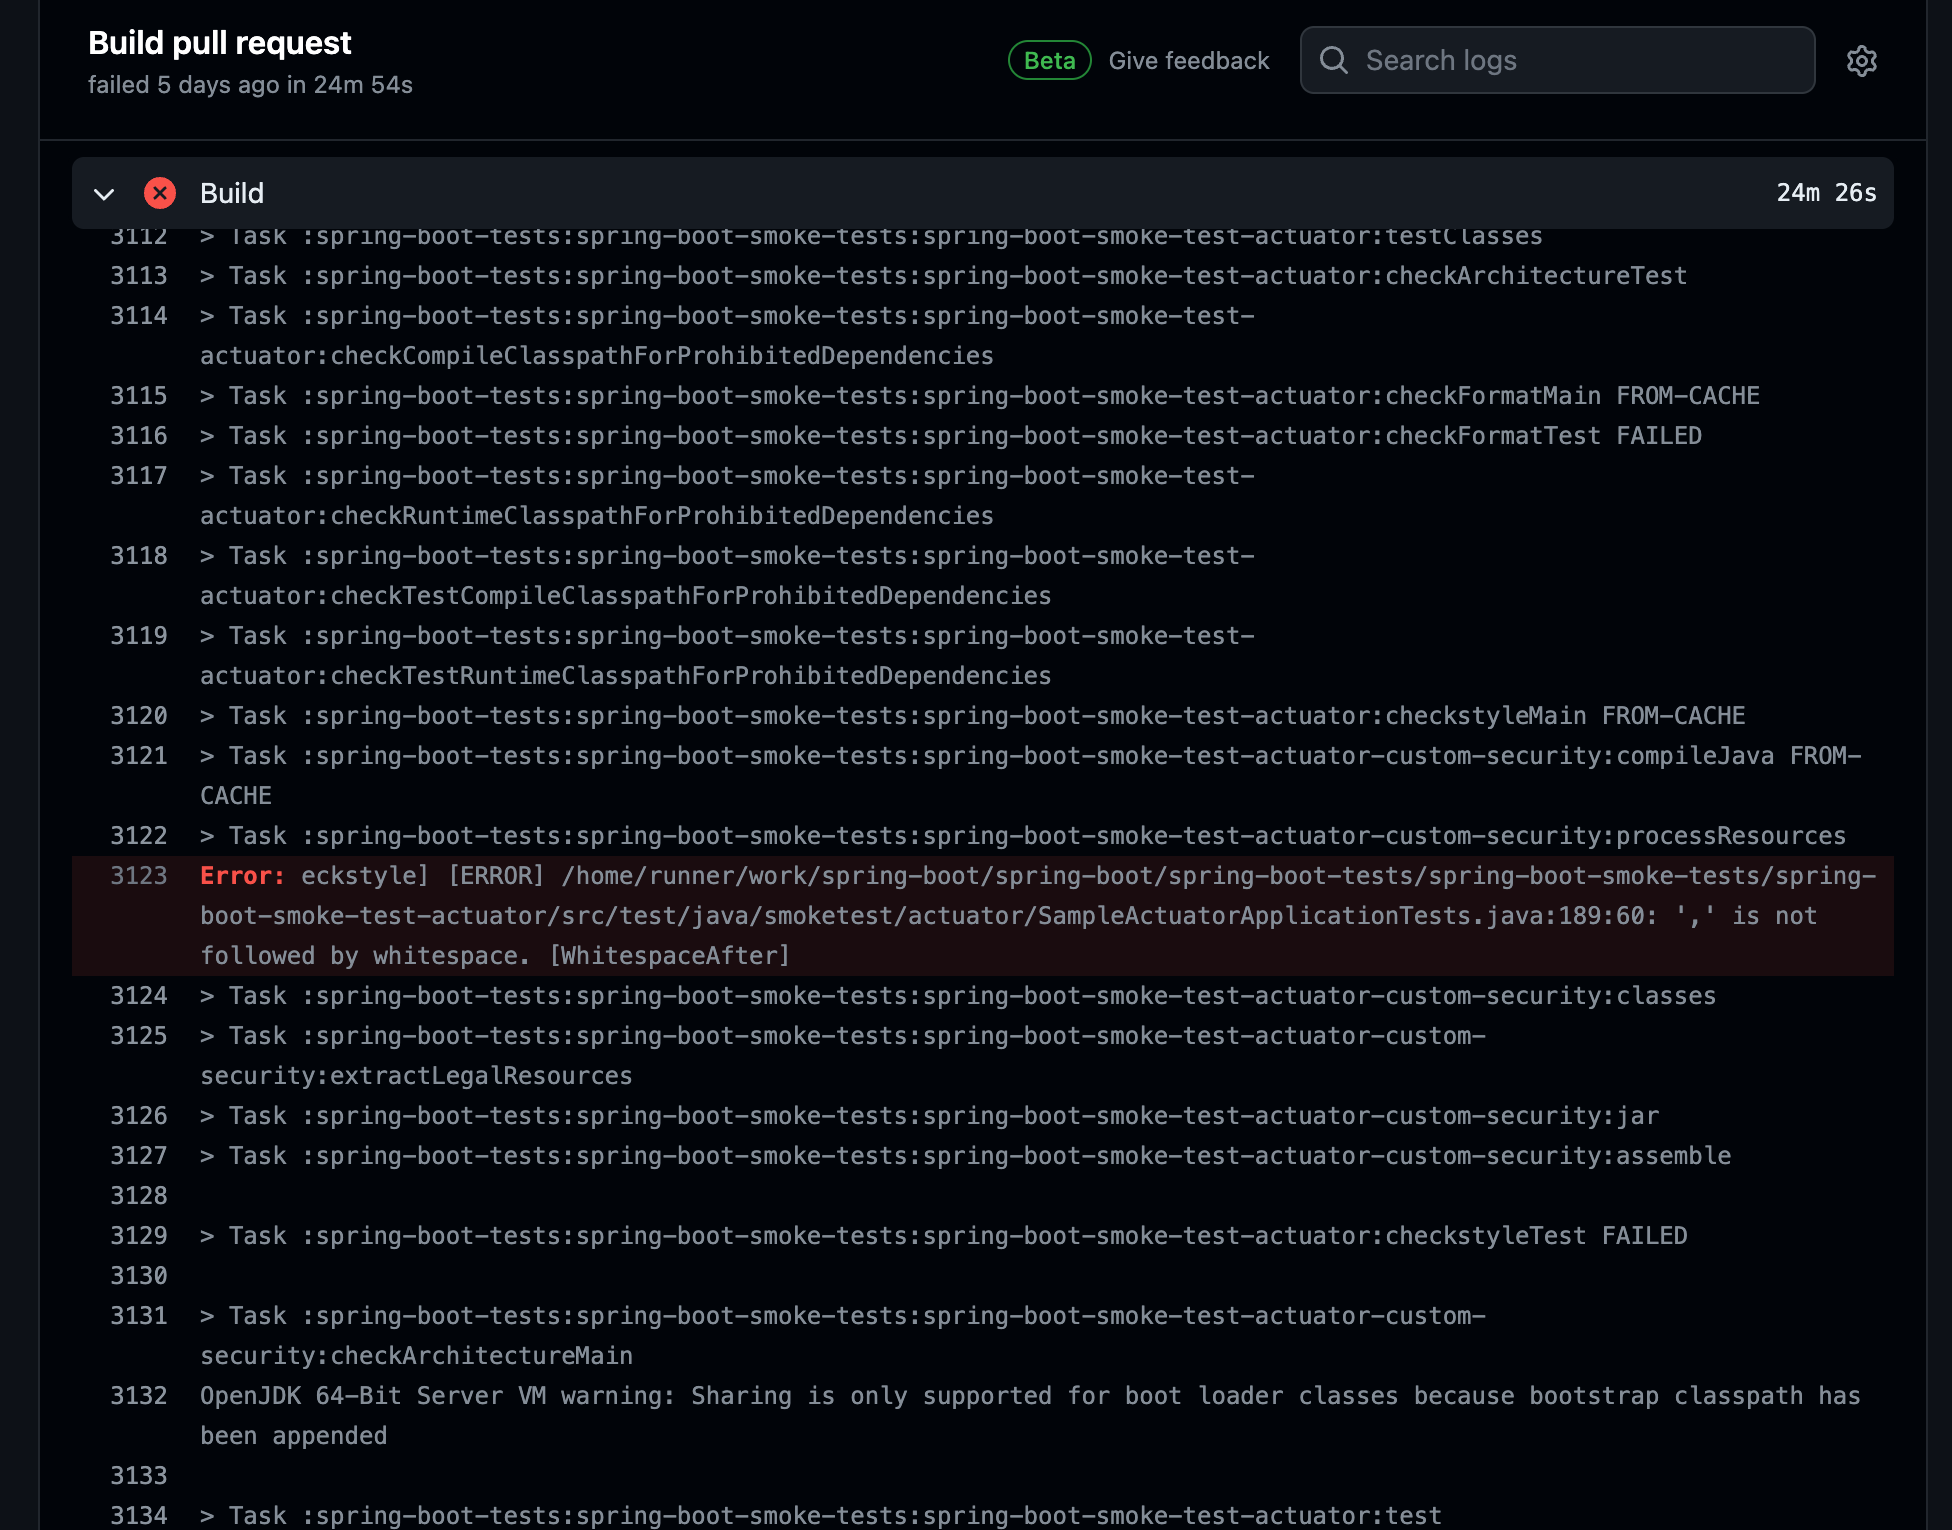 Build pull request
failed 5 days ago in 24m 54s
Beta Give feedback
Search logs
Build
24m 26s
3112 > Task :spring-boot-tests:spring-boot-smoke-tests:spring-boot-smoke-test-actuator:testClasses
3113 > Task :spring-boot-tests:spring-boot-smoke-tests:spring-boot-smoke-test-actuator:checkArchitectureTest
3114 > Task :spring-boot-tests:spring-boot-smoke-tests:spring-boot-smoke-test-
actuator:checkCompileClasspathForProhibitedDependencies
3115 > Task :spring-boot-tests:spring-boot-smoke-tests:spring-boot-smoke-test-actuator:checkFormatMain FROM-CACHE
3116 > Task :spring-boot-tests:spring-boot-smoke-tests:spring-boot-smoke-test-actuator:checkFormatTest FAILED
3117 > Task :spring-boot-tests:spring-boot-smoke-tests:spring-boot-smoke-test-
actuator:checkRuntimeClasspathForProhibitedDependencies
3118 > Task :spring-boot-tests:spring-boot-smoke-tests:spring-boot-smoke-test-
actuator:checkTestCompileClasspathForProhibitedDependencies
3119 > Task :spring-boot-tests:spring-boot-smoke-tests:spring-boot-smoke-test-
actuator:checkTestRuntimeClasspathForProhibitedDependencies
3120 > Task :spring-boot-tests:spring-boot-smoke-tests:spring-boot-smoke-test-actuator:checkstyleMain FROM-CACHE
3121 > Task :spring-boot-tests:spring-boot-smoke-tests:spring-boot-smoke-test-actuator-custom-security:compileJava FROM-
CACHE
3122 > Task :spring-boot-tests:spring-boot-smoke-tests:spring-boot-smoke-test-actuator-custom-security:processResources
3123 Error: eckstyle] [ERROR] /home/runner/work/spring-boot/spring-boot/spring-boot-tests/spring-boot-smoke-tests/spring-
boot-smoke-test-actuator/src/test/java/smoketest/actuator/SampleActuatorApplicationTests.java:189:60: ',' is not
followed by whitespace. [WhitespaceAfter]
3124 > Task :spring-boot-tests:spring-boot-smoke-tests:spring-boot-smoke-test-actuator-custom-security:classes
3125 > Task :spring-boot-tests:spring-boot-smoke-tests:spring-boot-smoke-test-actuator-custom-
security:extractLegalResources
3126 > Task :spring-boot-tests:spring-boot-smoke-tests:spring-boot-smoke-test-actuator-custom-security:jar
3127 > Task :spring-boot-tests:spring-boot-smoke-tests:spring-boot-smoke-test-actuator-custom-security:assemble
3128
3129 > Task :spring-boot-tests:spring-boot-smoke-tests:spring-boot-smoke-test-actuator:checkstyleTest FAILED
3130
3131 > Task :spring-boot-tests:spring-boot-smoke-tests:spring-boot-smoke-test-actuator-custom-
security:checkArchitectureMain
3132 OpenJDK 64-Bit Server VM warning: Sharing is only supported for boot loader classes because bootstrap classpath has
been appended
3133
3134 > Task :spring-boot-tests:spring-boot-smoke-tests:spring-boot-smoke-test-actuator:test